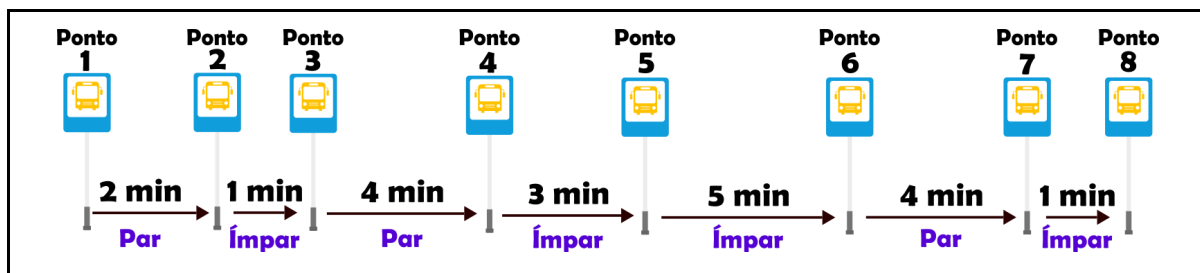 Ponto 1
Ponto 2
Ponto 3
Ponto 4
Ponto 5
Ponto 6
Ponto 7
Ponto 8
2 min
1 min
4 min
3 min
5 min
4 min
1 min
Par
Ímpar
Par
Ímpar
Ímpar
Par
Ímpar